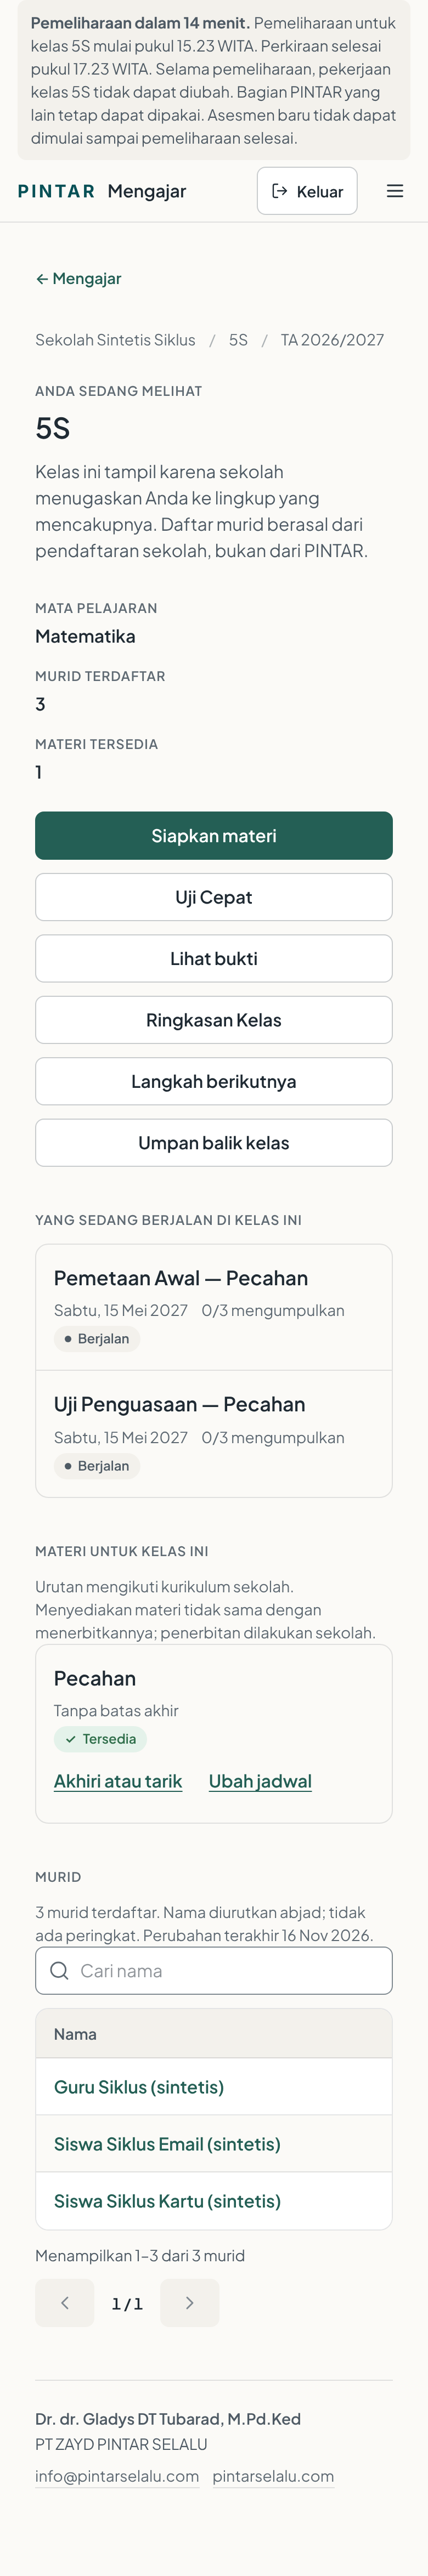 Pemeliharaan dalam 14 menit. Pemeliharaan untuk
kelas 5S mulai pukul 15.23 WITA. Perkiraan selesai
pukul 17.23 WITA. Selama pemeliharaan, pekerjaan
kelas 5S tidak dapat diubah. Bagian PINTAR yang
lain tetap dapat dipakai. Asesmen baru tidak dapat
dimulai sampai pemeliharaan selesai.
PINTAR Mengajar Keluar
← Mengajar
Sekolah Sintetis Siklus / 5S / TA 2026/2027
ANDA SEDANG MELIHAT
5S
Kelas ini tampil karena sekolah
menugaskan Anda ke lingkup yang
mencakupnya. Daftar murid berasal dari
pendaftaran sekolah, bukan dari PINTAR.
MATA PELAJARAN
Matematika
MURID TERDAFTAR
3
MATERI TERSEDIA
1
Siapkan materi
Uji Cepat
Lihat bukti
Ringkasan Kelas
Langkah berikutnya
Umpan balik kelas
YANG SEDANG BERJALAN DI KELAS INI
Pemetaan Awal — Pecahan
Sabtu, 15 Mei 2027 0/3 mengumpulkan
Berjalan
Uji Penguasaan — Pecahan
Sabtu, 15 Mei 2027 0/3 mengumpulkan
Berjalan
MATERI UNTUK KELAS INI
Urutan mengikuti kurikulum sekolah.
Menyediakan materi tidak sama dengan
menerbitkannya; penerbitan dilakukan sekolah.
Pecahan
Tanpa batas akhir
Tersedia
Akhiri atau tarik Ubah jadwal
MURID
3 murid terdaftar. Nama diurutkan abjad; tidak
ada peringkat. Perubahan terakhir 16 Nov 2026.
Cari nama
Nama
Guru Siklus (sintetis)
Siswa Siklus Email (sintetis)
Siswa Siklus Kartu (sintetis)
Menampilkan 1–3 dari 3 murid
1/1
Dr. dr. Gladys DT Tubarad, M.Pd.Ked
PT ZAYD PINTAR SELALU
info@pintarselalu.com pintarselalu.com